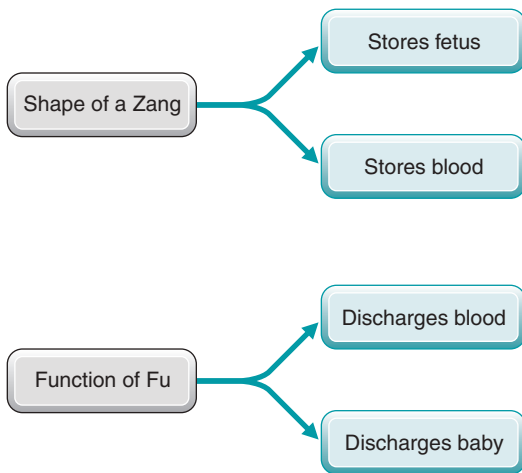 Stores fetus
Shape of a Zang
Stores blood
Discharges blood
Function of Fu
Discharges baby